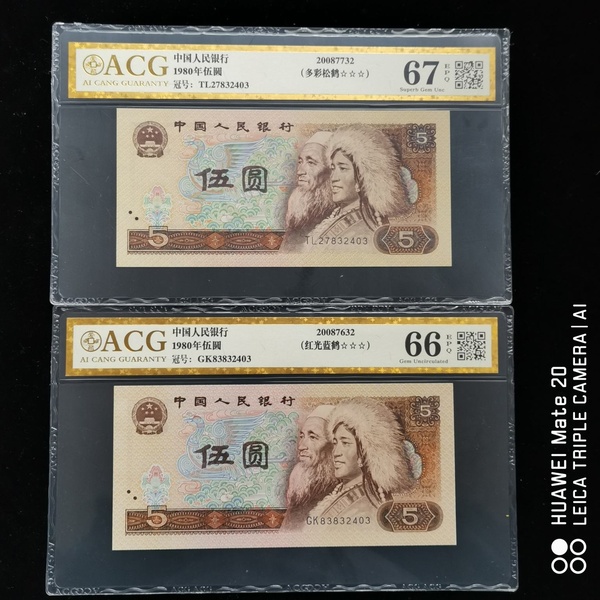 ACG
AI CANG GUARANTY
中国人民银行
1980年伍圆
冠号: TL27832403
20087732
(多彩松鹤☆☆☆)
67
EPQ
Superb Gem Unc
中国人民银行
伍圆
5
TL27832403
5
5
ACG
AI CANG GUARANTY
中国人民银行
1980年伍圆
冠号: GK83832403
20087632
(红光蓝鹤☆☆☆)
66
EPQ
Gem Uncirculated
中国人民银行
伍圆
5
GK83832403
5
5
HUAWEI Mate 20
LEICA TRIPLE CAMERA | AI